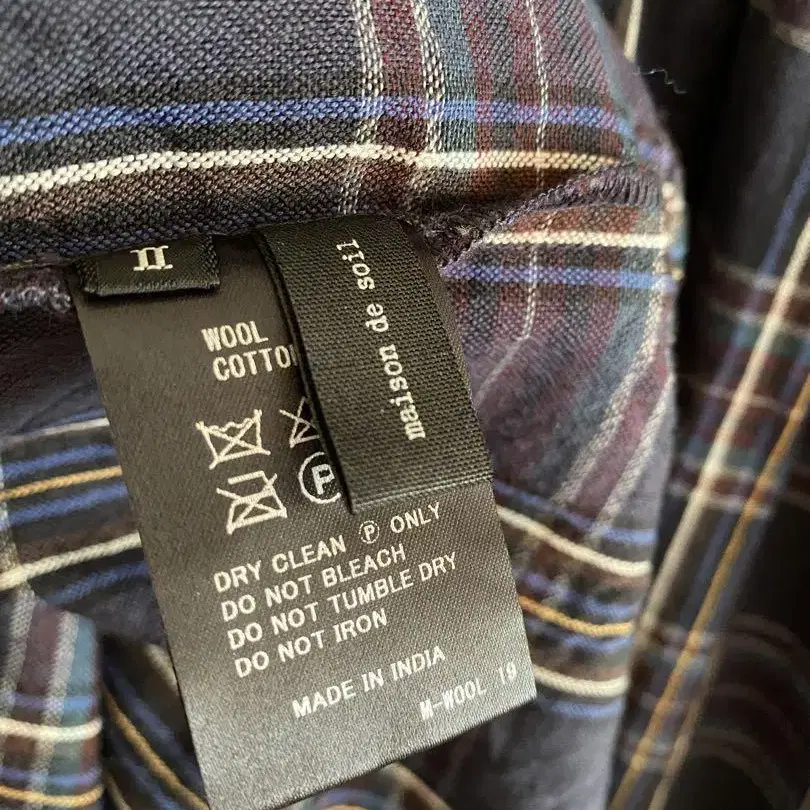 II
maison de soil
WOOL
COTTO
P
DRY CLEAN Ⓟ ONLY
DO NOT BLEACH
DO NOT TUMBLE DRY
DO NOT IRON
MADE IN INDIA
M-WOOL 19